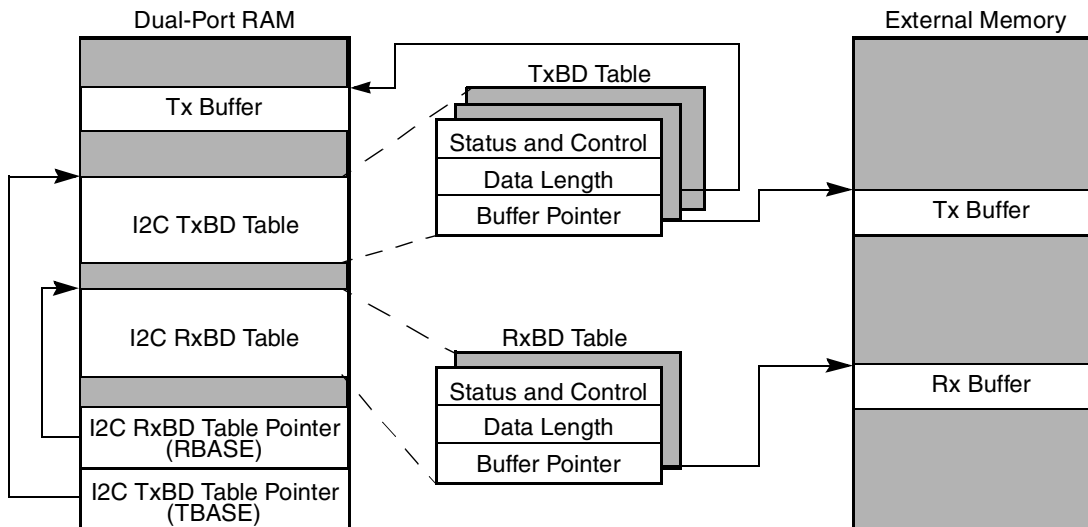 Dual-Port RAM
External Memory
TxBD Table
Tx Buffer
Status and Control
Data Length
Buffer Pointer
Tx Buffer
I2C TxBD Table
I2C RxBD Table
RxBD Table
Status and Control
Data Length
Buffer Pointer
Rx Buffer
I2C RxBD Table Pointer
(RBASE)
I2C TxBD Table Pointer
(TBASE)